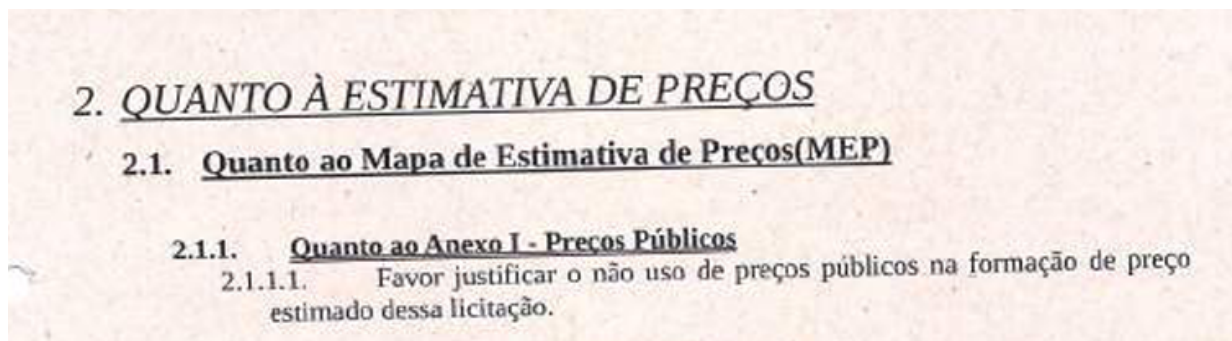 2. QUANTO À ESTIMATIVA DE PREÇOS
2.1. Quanto ao Mapa de Estimativa de Preços(MEP)
2.1.1. Quanto ao Anexo I - Preços Públicos
2.1.1.1. Favor justificar o não uso de preços públicos na formação de preço
estimado dessa licitação.